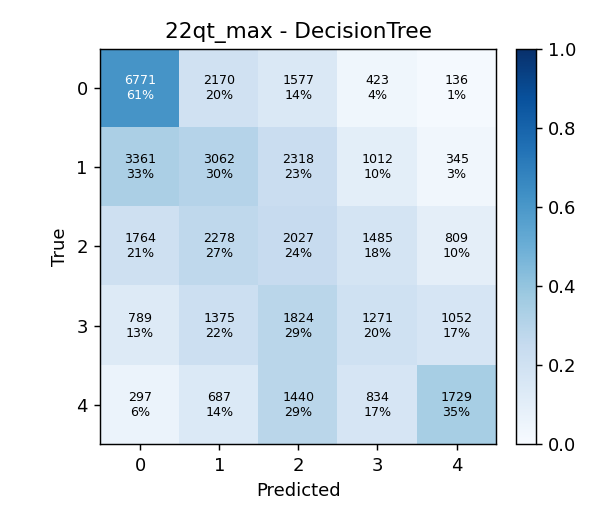 22qt_max - DecisionTree
6771 2170 1577 423 136
61% 20% 14% 4% 1%
3361 3062 2318 1012 345
33% 30% 23% 10% 3%
1764 2278 2027 1485 809
21% 27% 24% 18% 10%
789 1375 1824 1271 1052
13% 22% 29% 20% 17%
297 687 1440 834 1729
6% 14% 29% 17% 35%
0
1
2
3
4
True
0 1 2 3 4
Predicted
1.0
0.8
0.6
0.4
0.2
0.0